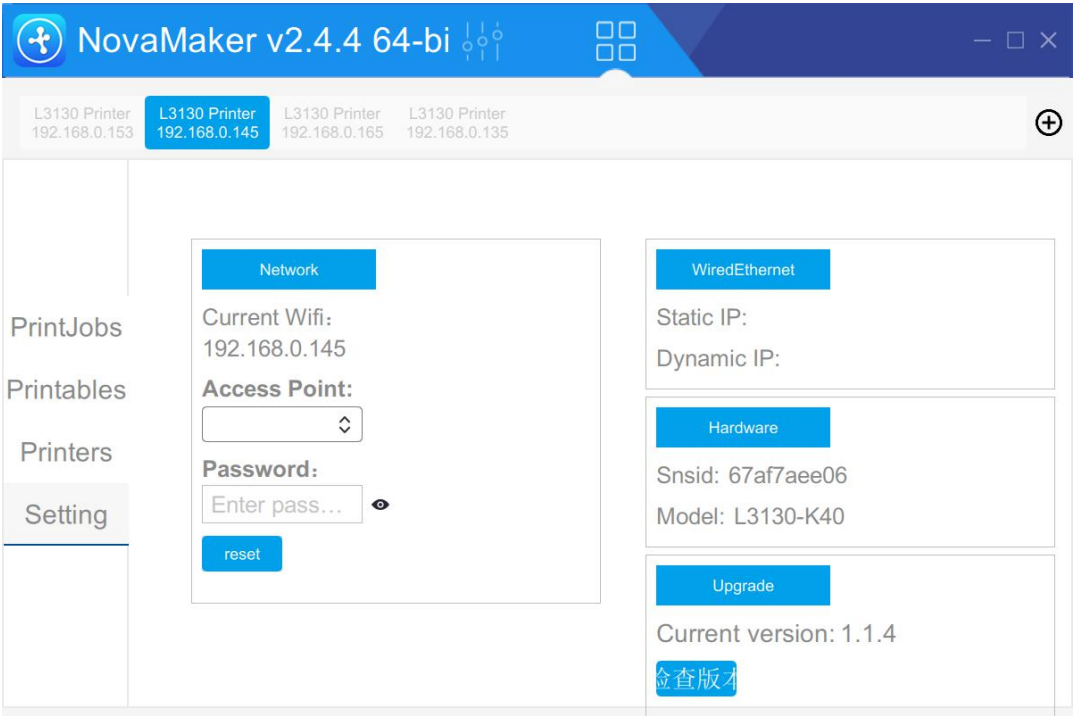 NovaMaker v2.4.4 64-bi
L3130 Printer
192.168.0.153
L3130 Printer
192.168.0.145
L3130 Printer
192.168.0.165
L3130 Printer
192.168.0.135
PrintJobs
Printables
Printers
Setting
Network
Current Wifi：
192.168.0.145
Access Point:
Password：
Enter pass...
reset
WiredEthernet
Static IP:
Dynamic IP:
Hardware
Snsid: 67af7aee06
Model: L3130-K40
Upgrade
Current version: 1.1.4
检查版本